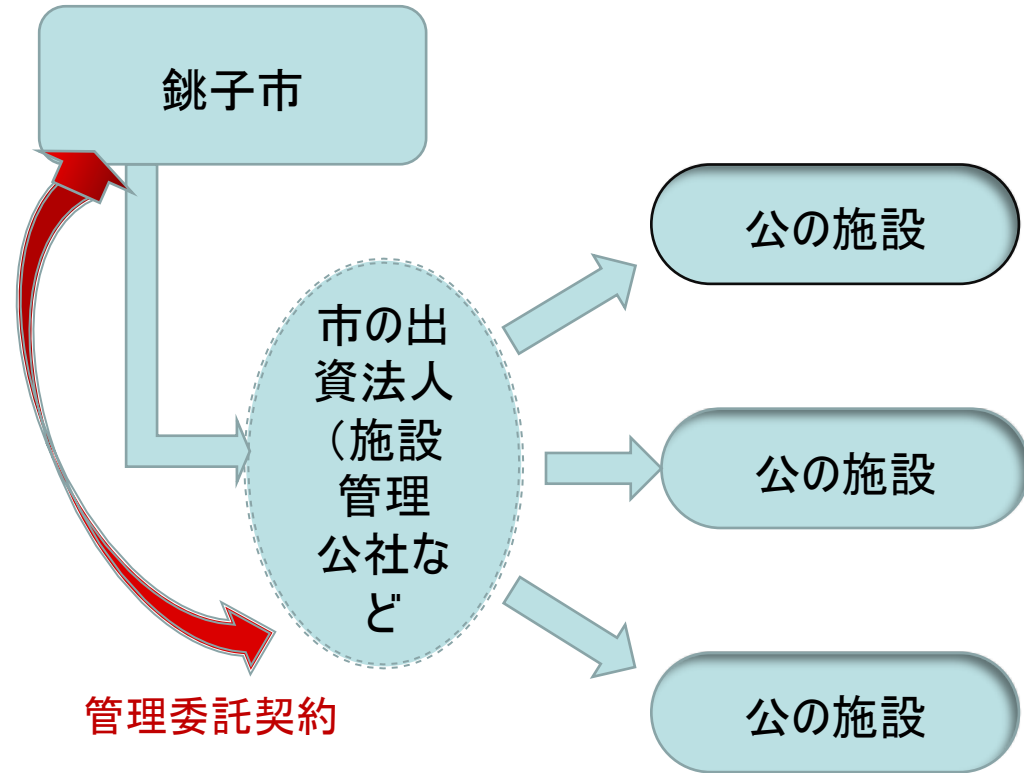 銚子市
公の施設
市の出
資法人
（施設
管理
公社な
ど
公の施設
公の施設
管理委託契約